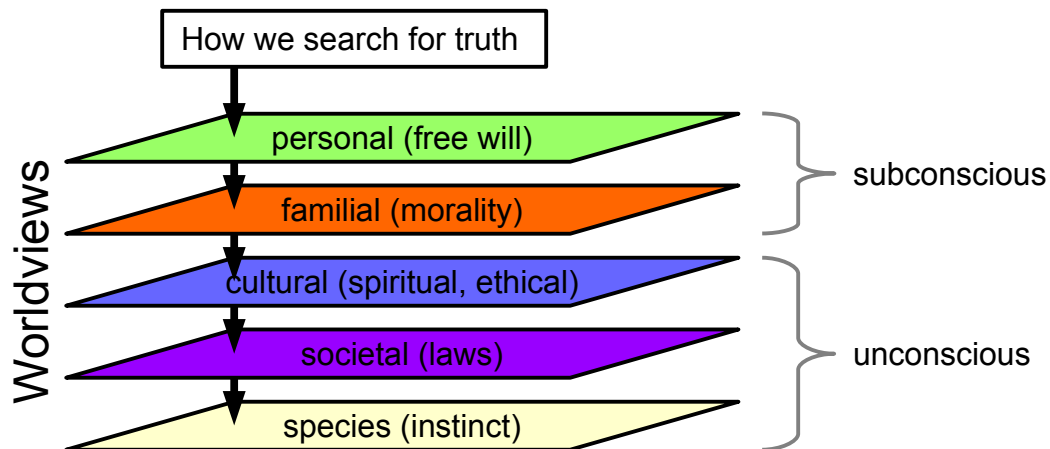 How we search for truth
Worldviews
personal (free will)
familial (morality)
subconscious
cultural (spiritual, ethical)
societal (laws)
species (instinct)
unconscious